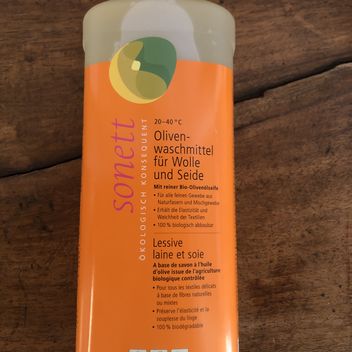 sonett
ÖKOLOGISCH KONSEQUENT
20–40 °C
Oliven-
waschmittel
für Wolle
und Seide
Mit reiner Bio-Olivenölseife
• Für alle feinen Gewebe aus
Naturfasern und Mischgewebe
• Erhält die Elastizität und
Weichheit der Textilien
• 100 % biologisch abbaubar
Lessive
laine et soie
A base de savon à l'huile
d'olive issue de l'agriculture
biologique contrôlée
• Pour tous les textiles délicats
à base de fibres naturelles
ou mixtes
• Préserve l'élasticité et la
souplesse du linge
• 100 % biodégradable